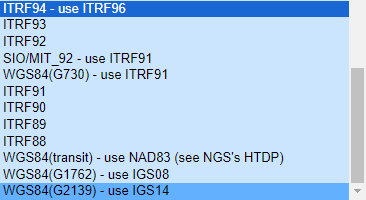 ITRF94 - use ITRF96
ITRF93
ITRF92
SIO/MIT_92 - use ITRF91
WGS84(G730) - use ITRF91
ITRF91
ITRF90
ITRF89
ITRF88
WGS84(transit) - use NAD83 (see NGS's HTDP)
WGS84(G1762) - use IGS08
WGS84(G2139) - use IGS14